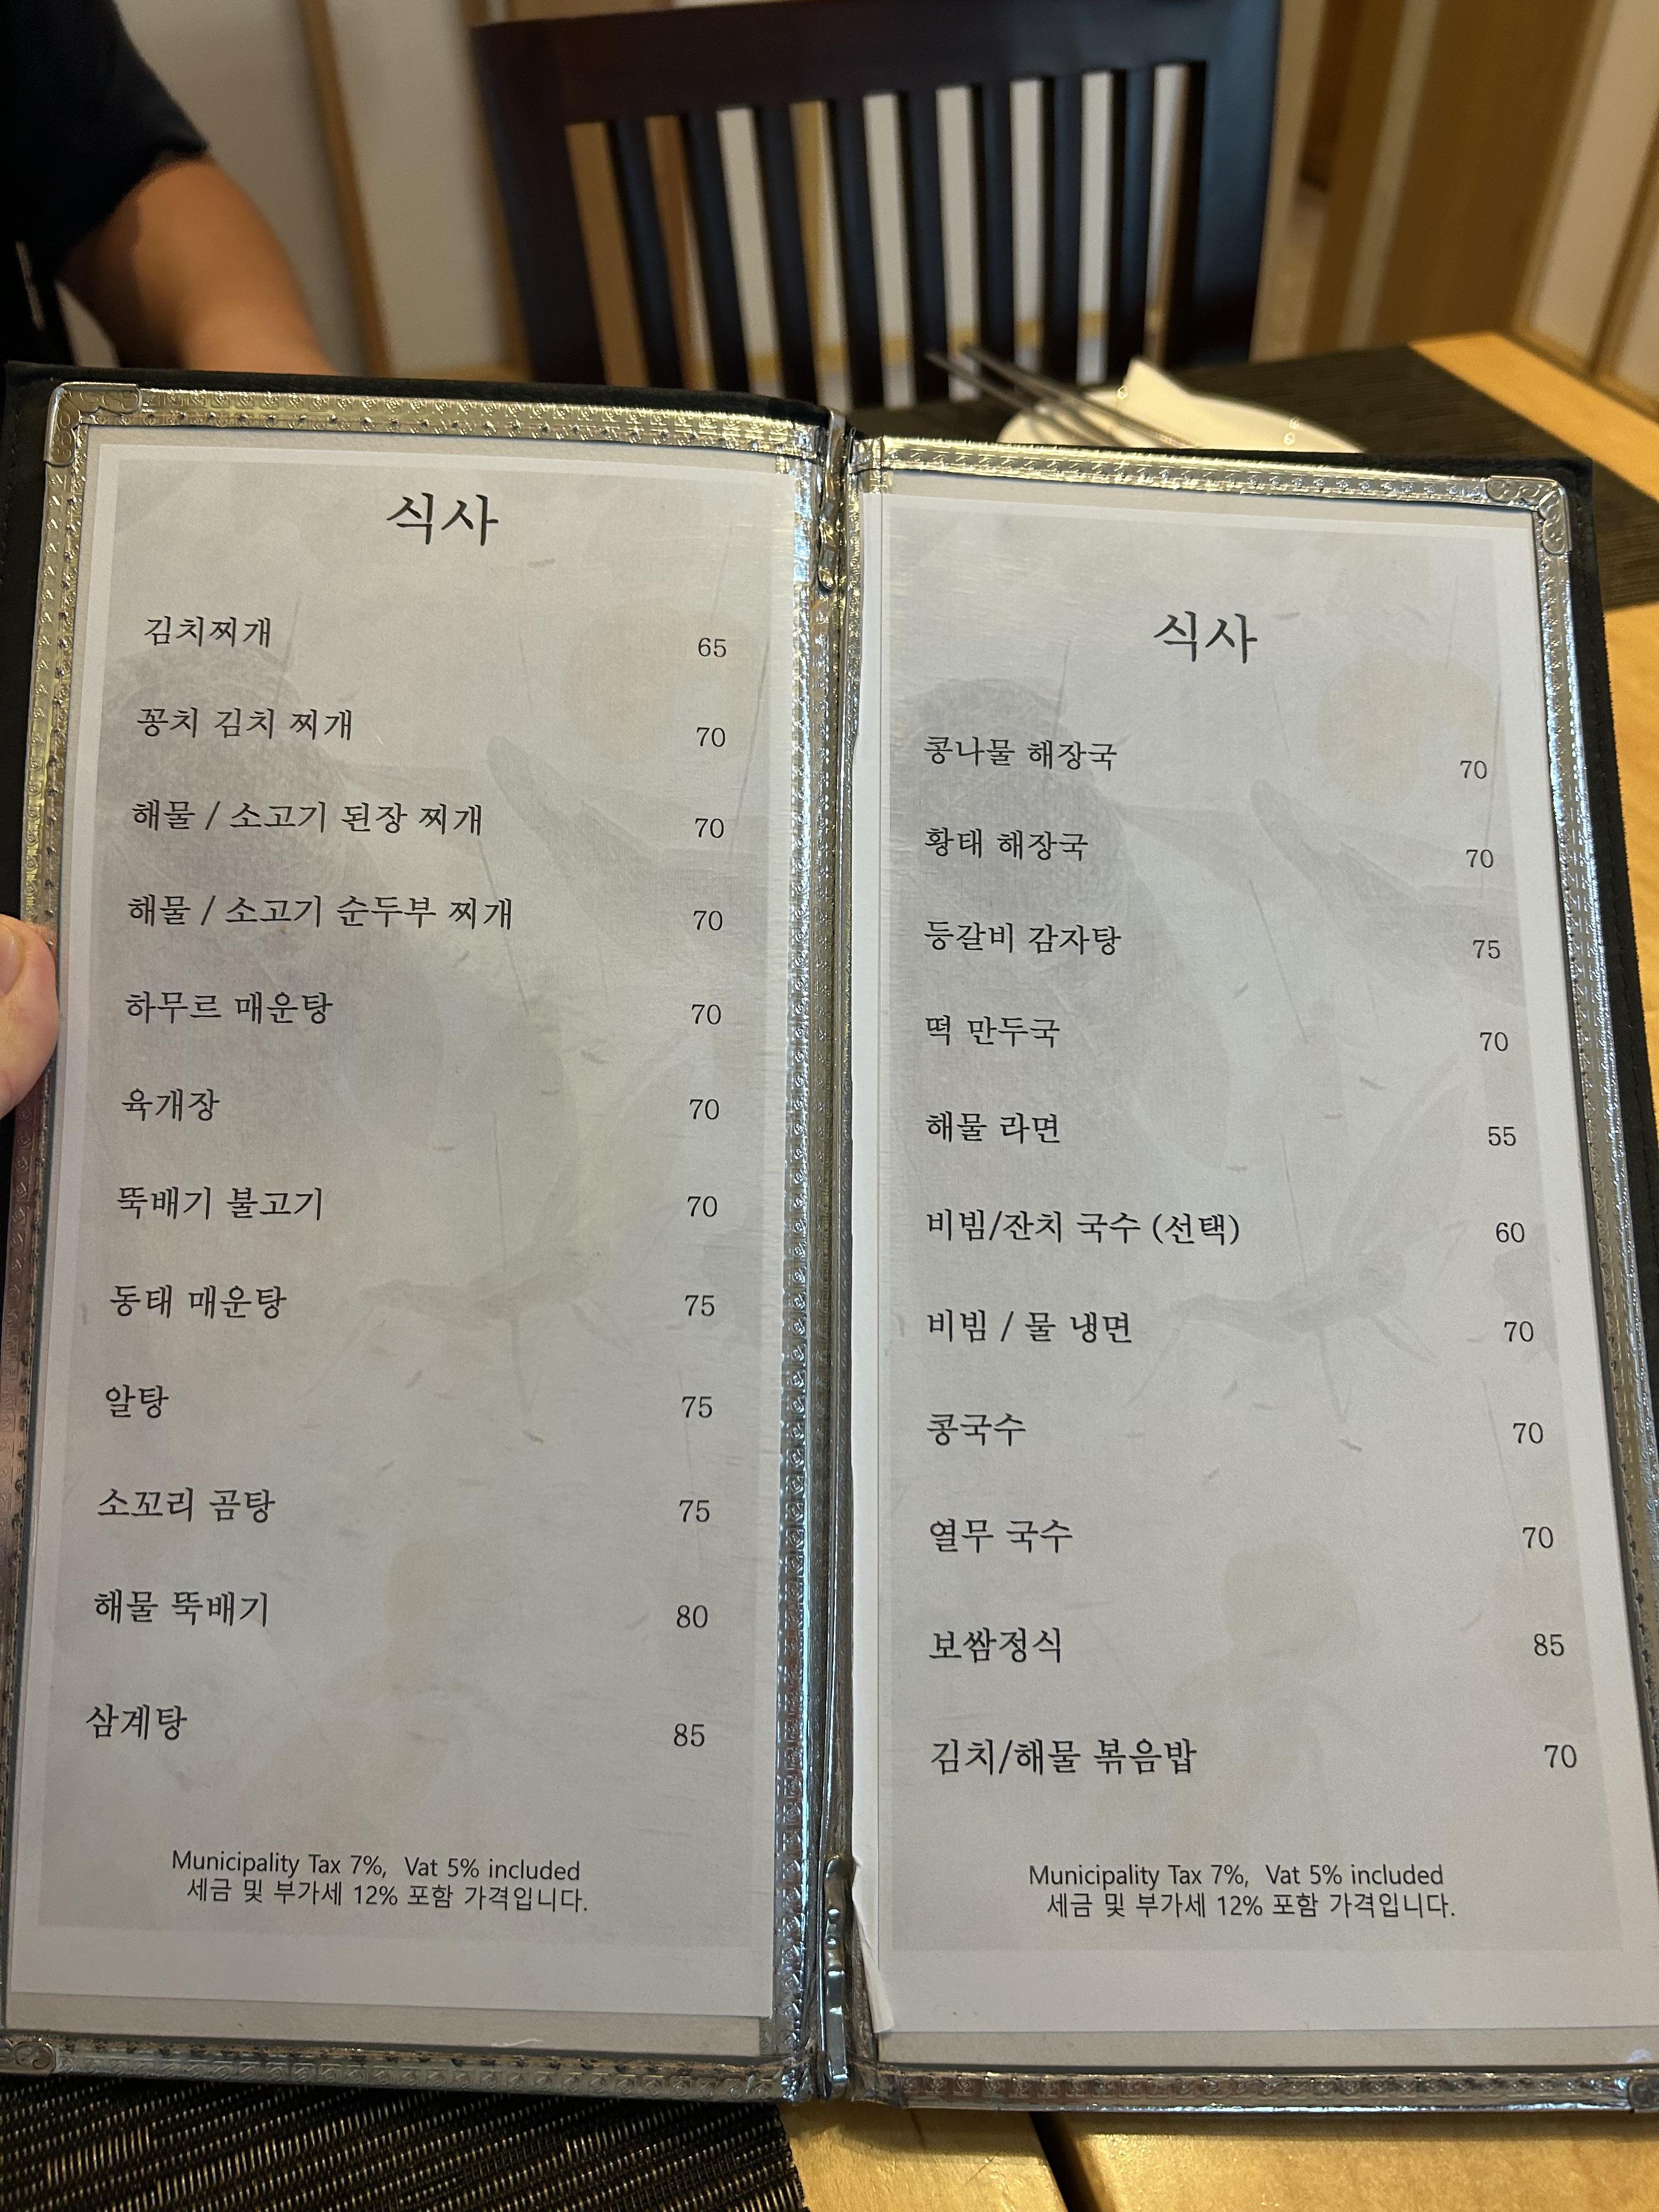 식사
김치찌개 65
꽁치 김치 찌개 70
해물 / 소고기 된장 찌개 70
해물 / 소고기 순두부 찌개 70
하무르 매운탕 70
육개장 70
뚝배기 불고기 70
동태 매운탕 75
알탕 75
소꼬리 곰탕 75
해물 뚝배기 80
삼계탕 85
Municipality Tax 7%, Vat 5% included
세금 및 부가세 12% 포함 가격입니다.
식사
콩나물 해장국 70
황태 해장국 70
등갈비 감자탕 75
떡 만두국 70
해물 라면 55
비빔/잔치 국수 (선택) 60
비빔 / 물 냉면 70
콩국수 70
열무 국수 70
보쌈정식 85
김치/해물 볶음밥 70
Municipality Tax 7%, Vat 5% included
세금 및 부가세 12% 포함 가격입니다.